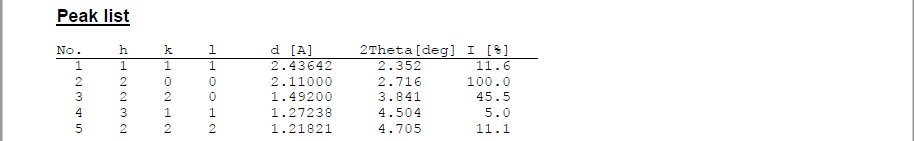 Peak list
No. h k l d [A] 2Theta[deg] I [%]
1 1 1 1 2.43642 2.352 11.6
2 2 0 0 2.11000 2.716 100.0
3 2 2 0 1.49200 3.841 45.5
4 3 1 1 1.27238 4.504 5.0
5 2 2 2 1.21821 4.705 11.1